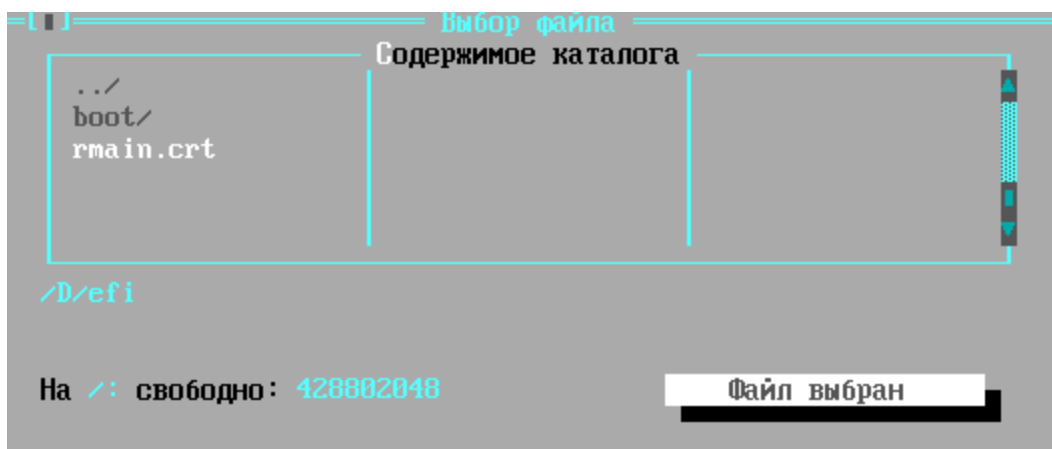 Выбор файла
Содержимое каталога
../
boot/
rmain.crt
/D/efi
На /: свободно: 428802048
Файл выбран